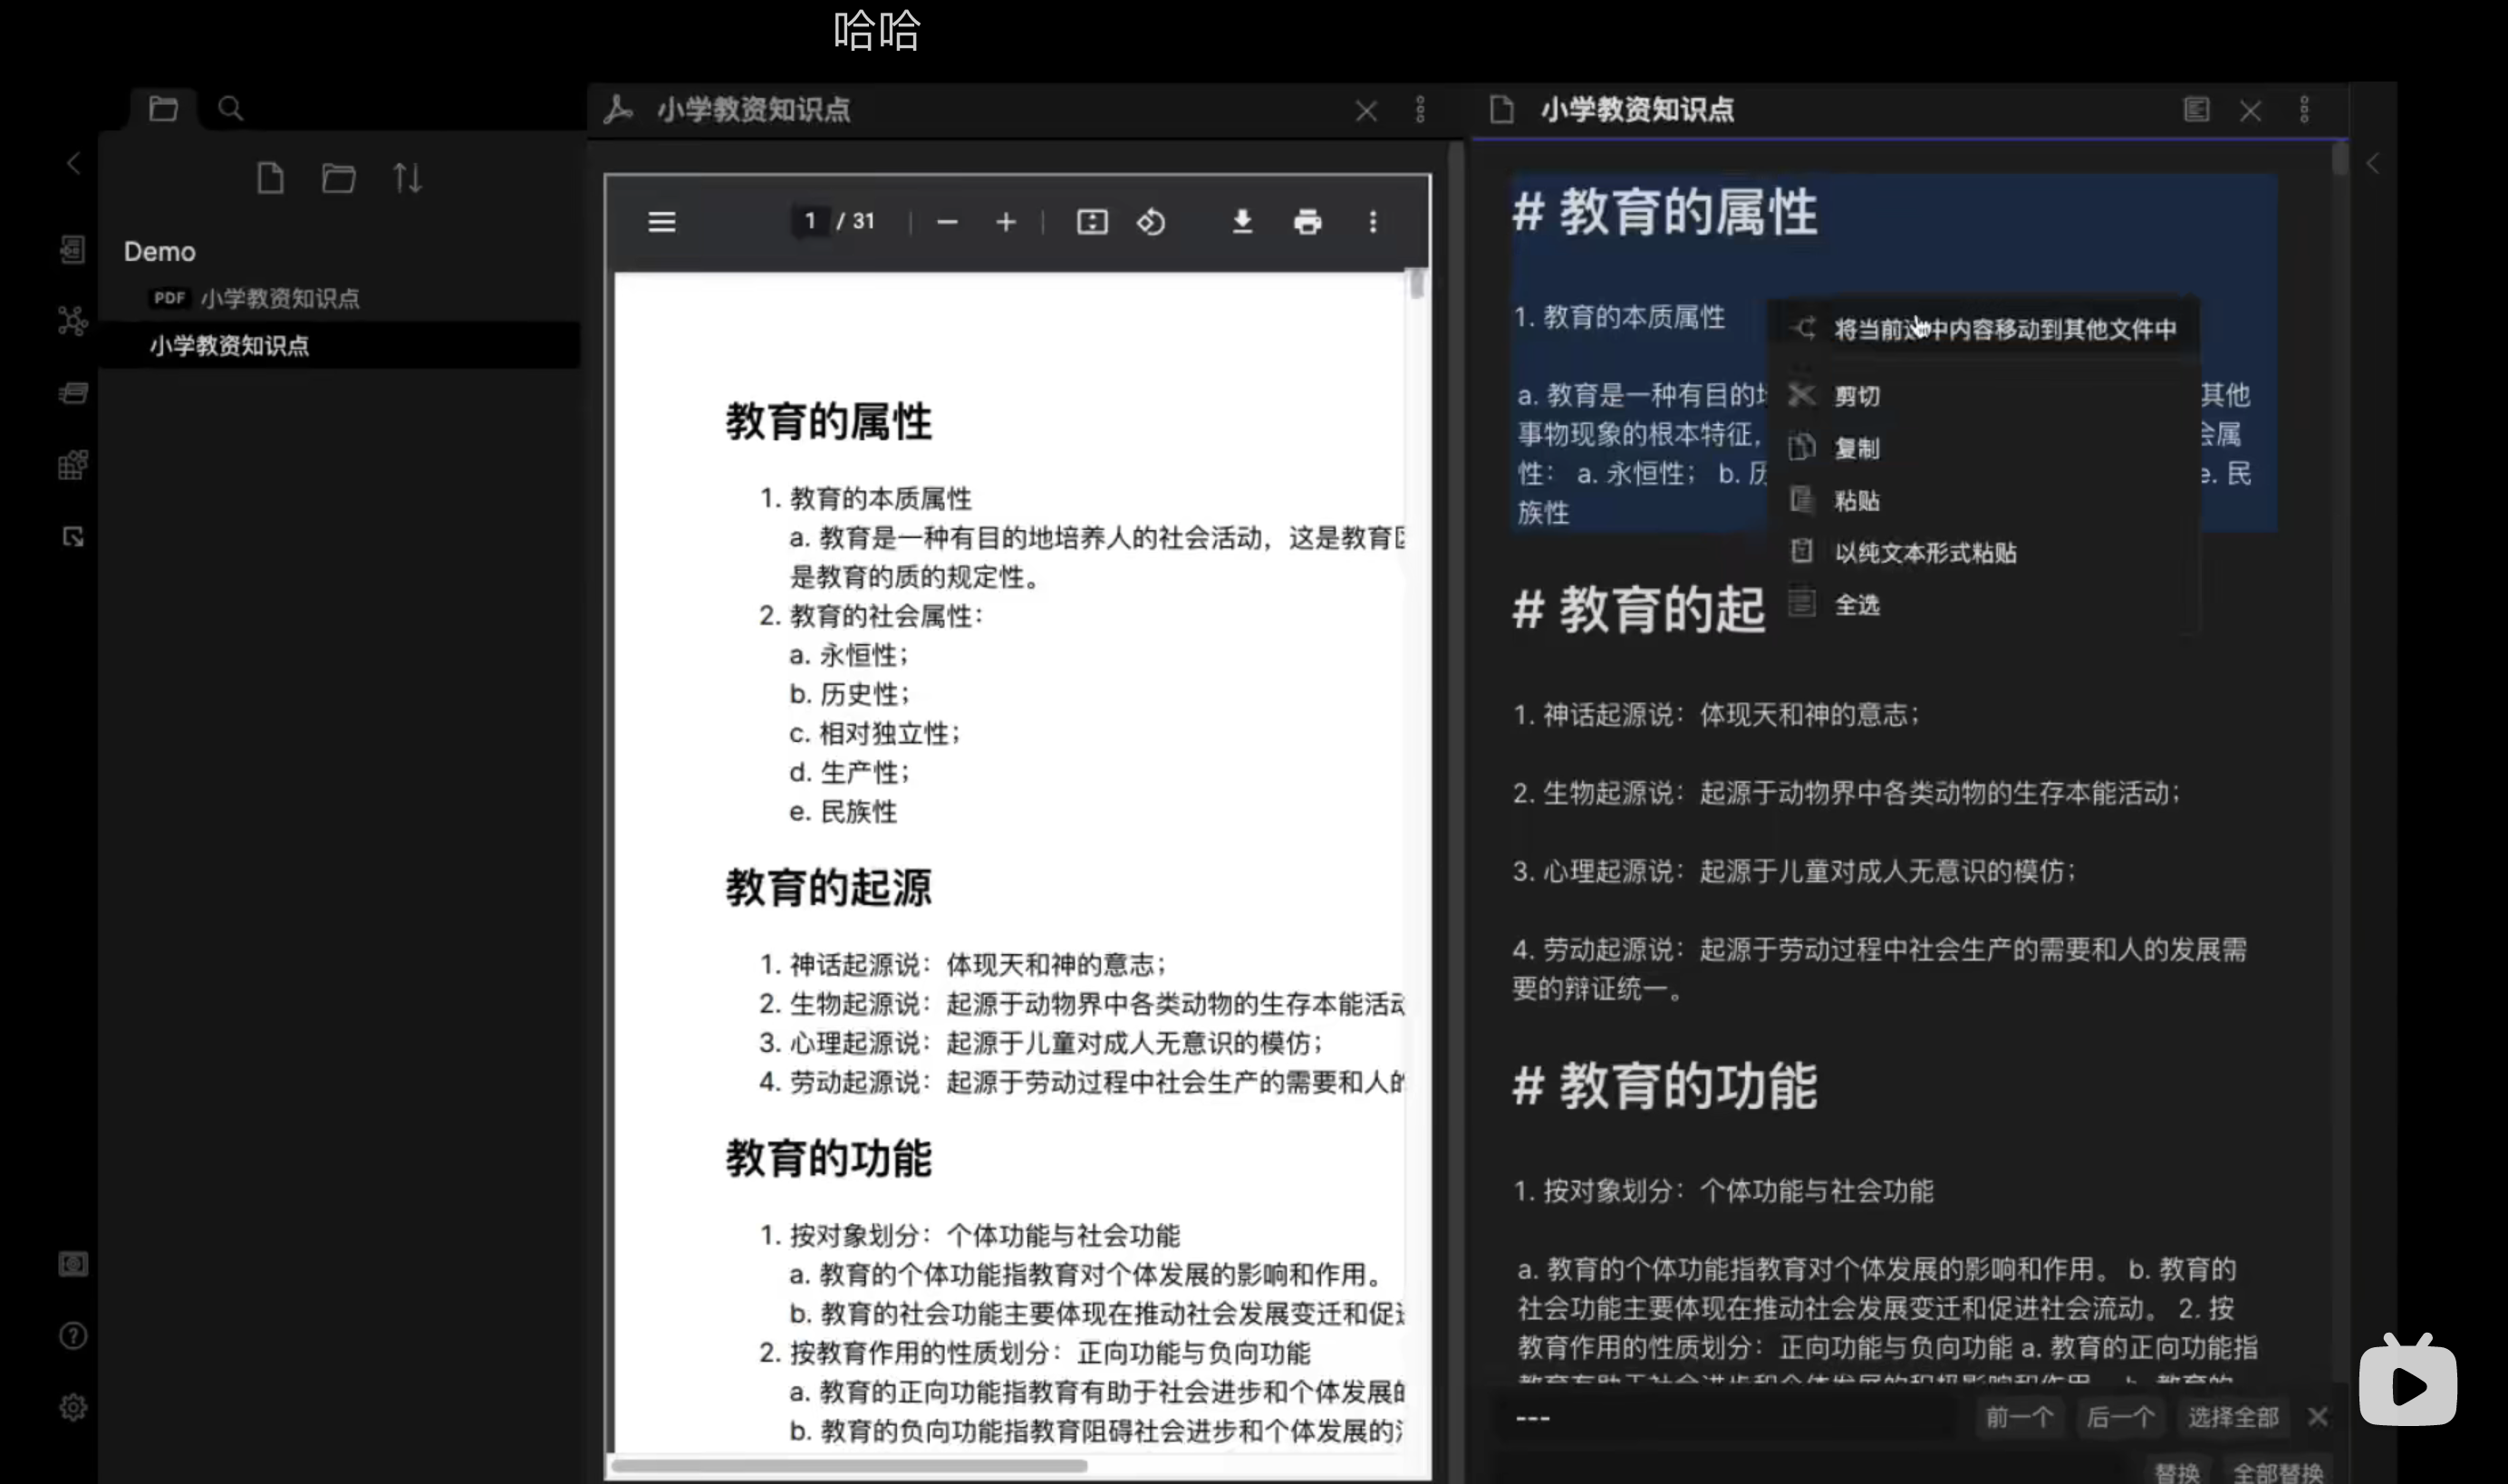 哈哈
小学教资知识点
小学教资知识点
Demo
PDF 小学教资知识点
小学教资知识点
1 / 31
教育的属性
1. 教育的本质属性
a. 教育是一种有目的地培养人的社会活动，这是教育
是教育的质的规定性。
2. 教育的社会属性：
a. 永恒性；
b. 历史性；
c. 相对独立性；
d. 生产性；
e. 民族性
教育的起源
1. 神话起源说：体现天和神的意志；
2. 生物起源说：起源于动物界中各类动物的生存本能活动
3. 心理起源说：起源于儿童对成人无意识的模仿；
4. 劳动起源说：起源于劳动过程中社会生产的需要和人的
教育的功能
1. 按对象划分：个体功能与社会功能
a. 教育的个体功能指教育对个体发展的影响和作用。
b. 教育的社会功能主要体现在推动社会发展变迁和促进
2. 按教育作用的性质划分：正向功能与负向功能
a. 教育的正向功能指教育有助于社会进步和个体发展的
b. 教育的负向功能指教育阻碍社会进步和个体发展的
# 教育的属性
1. 教育的本质属性
a. 教育是一种有目的地 其他
事物现象的根本特征， 会属
性： a. 永恒性； b. 历 e. 民
族性
将当前选中内容移动到其他文件中
剪切
复制
粘贴
以纯文本形式粘贴
全选
# 教育的起
1. 神话起源说：体现天和神的意志；
2. 生物起源说：起源于动物界中各类动物的生存本能活动；
3. 心理起源说：起源于儿童对成人无意识的模仿；
4. 劳动起源说：起源于劳动过程中社会生产的需要和人的发展需
要的辩证统一。
# 教育的功能
1. 按对象划分：个体功能与社会功能
a. 教育的个体功能指教育对个体发展的影响和作用。 b. 教育的
社会功能主要体现在推动社会发展变迁和促进社会流动。 2. 按
教育作用的性质划分：正向功能与负向功能 a. 教育的正向功能指
教育有助于社会进步和个体发展的积极影响和作用。 b. 教育的
--- 前一个 后一个 选择全部
替换 全部替换